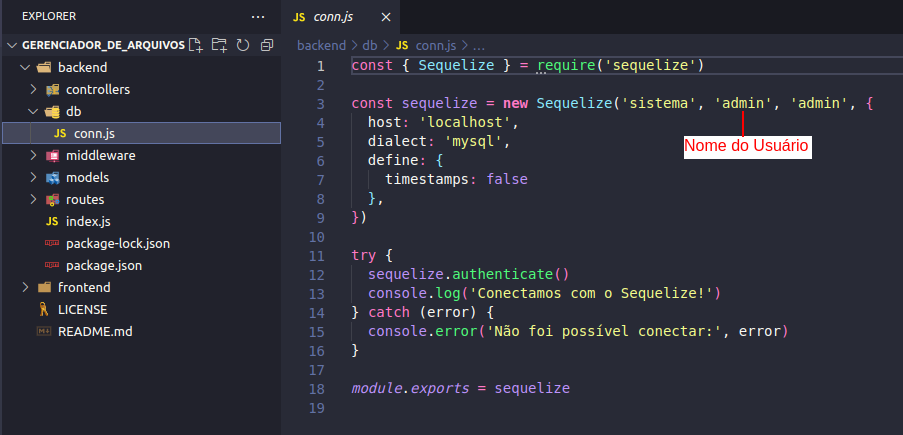 EXPLORER ...
GERENCIADOR_DE_ARQUIVOS
backend
controllers
db
JS conn.js
middleware
models
routes
JS index.js
package-lock.json
package.json
frontend
LICENSE
README.md
JS conn.js ×
backend > db > JS conn.js > ...
1 const { Sequelize } = require('sequelize')
2
3 const sequelize = new Sequelize('sistema', 'admin', 'admin', {
4 host: 'localhost',
5 dialect: 'mysql',
Nome do Usuário
6 define: {
7 timestamps: false
8 },
9 })
10
11 try {
12 sequelize.authenticate()
13 console.log('Conectamos com o Sequelize!')
14 } catch (error) {
15 console.error('Não foi possível conectar:', error)
16 }
17
18 module.exports = sequelize
19